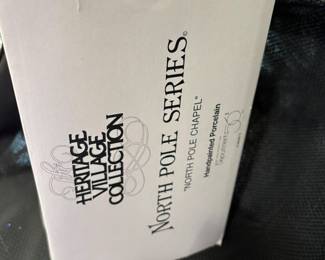 The
HERITAGE
VILLAGE
COLLECTION
NORTH POLE SERIES©
"NORTH POLE CHAPEL"
Handpainted Porcelain